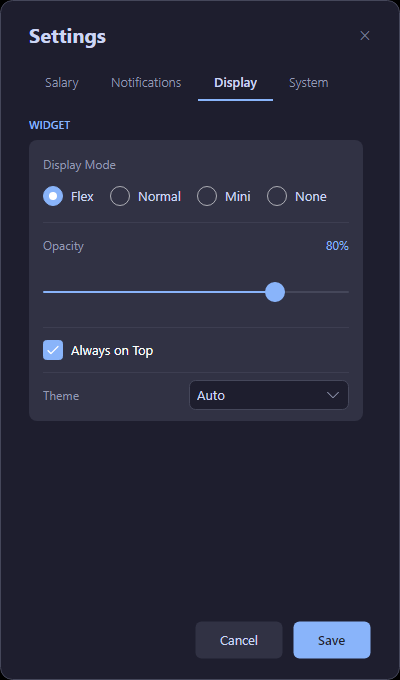 Settings
Salary Notifications Display System
WIDGET
Display Mode
Flex Normal Mini None
Opacity 80%
Always on Top
Theme Auto
Cancel Save